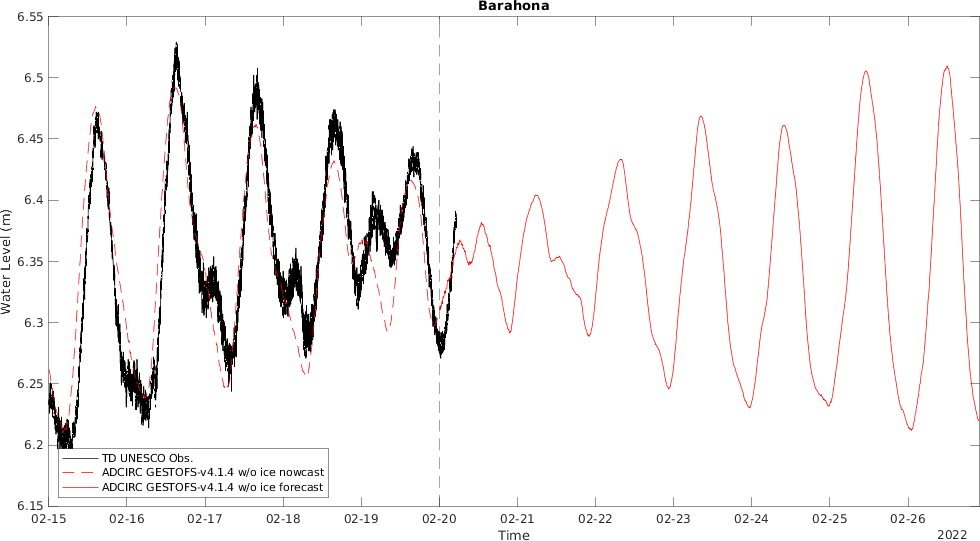 Barahona
6.55
6.5
6.45
6.4
6.35
6.3
6.25
6.2
6.15
Water Level (m)
TD UNESCO Obs.
ADCIRC GESTOFS-v4.1.4 w/o ice nowcast
ADCIRC GESTOFS-v4.1.4 w/o ice forecast
02-15 02-16 02-17 02-18 02-19 02-20 02-21 02-22 02-23 02-24 02-25 02-26
Time
2022